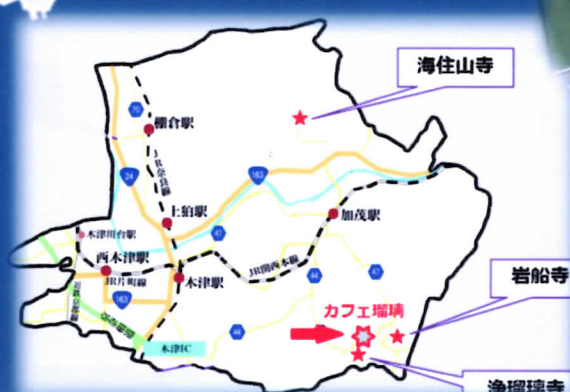 海住山寺
70
棚倉駅
JR奈良線
24
163
上狛駅
加茂駅
47
木津川台駅
西木津駅
JR片町線
木津駅
JR関西本線
44
47
163
岩船寺
カフェ瑠璃
44
木津IC
浄瑠璃寺